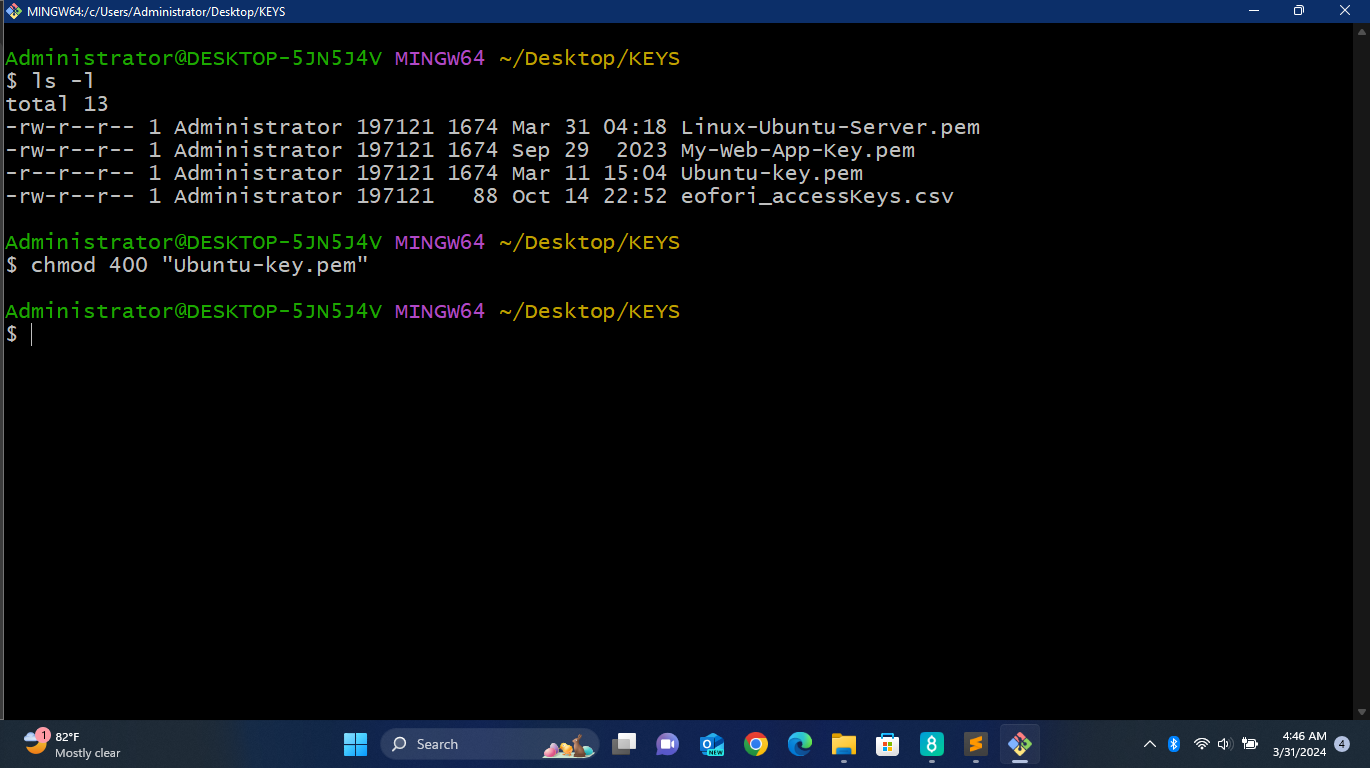 MINGW64:/c/Users/Administrator/Desktop/KEYS
Administrator@DESKTOP-5JN5J4V MINGW64 ~/Desktop/KEYS
$ ls -l
total 13
-rw-r--r-- 1 Administrator 197121 1674 Mar 31 04:18 Linux-Ubuntu-Server.pem
-rw-r--r-- 1 Administrator 197121 1674 Sep 29  2023 My-Web-App-Key.pem
-r--r--r-- 1 Administrator 197121 1674 Mar 11 15:04 Ubuntu-key.pem
-rw-r--r-- 1 Administrator 197121   88 Oct 14 22:52 eofori_accessKeys.csv
Administrator@DESKTOP-5JN5J4V MINGW64 ~/Desktop/KEYS
$ chmod 400 "Ubuntu-key.pem"
Administrator@DESKTOP-5JN5J4V MINGW64 ~/Desktop/KEYS
$
1
82°F
Mostly clear
Search
NEW
8
4:46 AM
3/31/2024
4